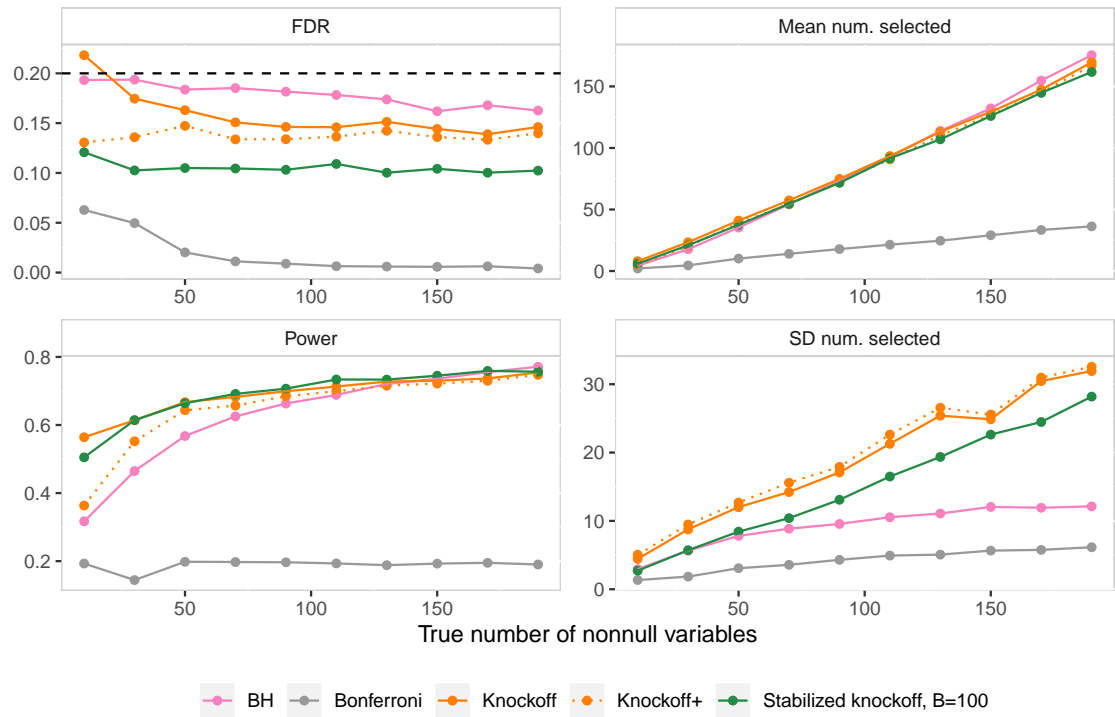 FDR
Mean num. selected
0.20
0.15
0.10
0.05
0.00
150
100
50
0
50 100 150
50 100 150
Power
SD num. selected
0.8
0.6
0.4
0.2
30
20
10
0
50 100 150
50 100 150
True number of nonnull variables
BH Bonferroni Knockoff Knockoff+ Stabilized knockoff, B=100